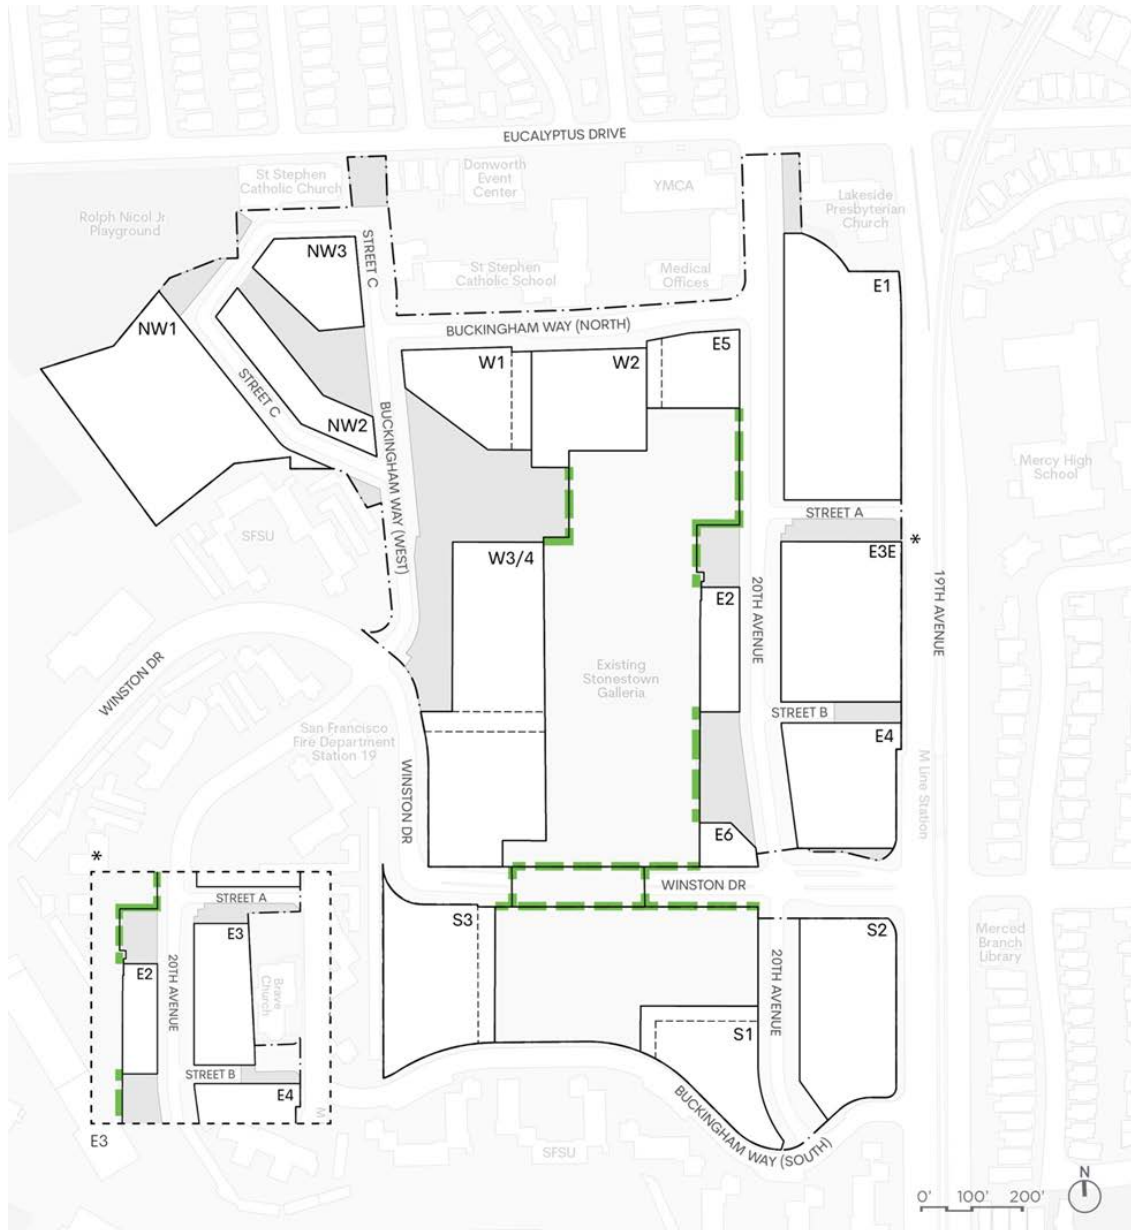 EUCALYPTUS DRIVE
St Stephen
Catholic Church
Donworth
Event
Center
YMCA
Lakeside
Presbyterian
Church
Rolph Nicol Jr
Playground
NW3
STREET C
St Stephen
Catholic School
Medical
Offices
E1
NW1
BUCKINGHAM WAY (NORTH)
E5
W1
W2
STREET C
NW2
BUCKINGHAM WAY (WEST)
Mercy High
School
STREET A
SFSU
*
W3/4
E3E
E2
20TH AVENUE
19TH AVENUE
WINSTON DR
Existing
Stonestown
Galleria
STREET B
San Francisco
Fire Department
Station 19
E4
M Line Station
WINSTON DR
E6
*
WINSTON DR
STREET A
S3
S2
E3
Merced
Branch
Library
E2
20TH AVENUE
Brave
Church
20TH AVENUE
S1
STREET B
E4
M
E3
BUCKINGHAM WAY (SOUTH)
SFSU
N
0' 100' 200'